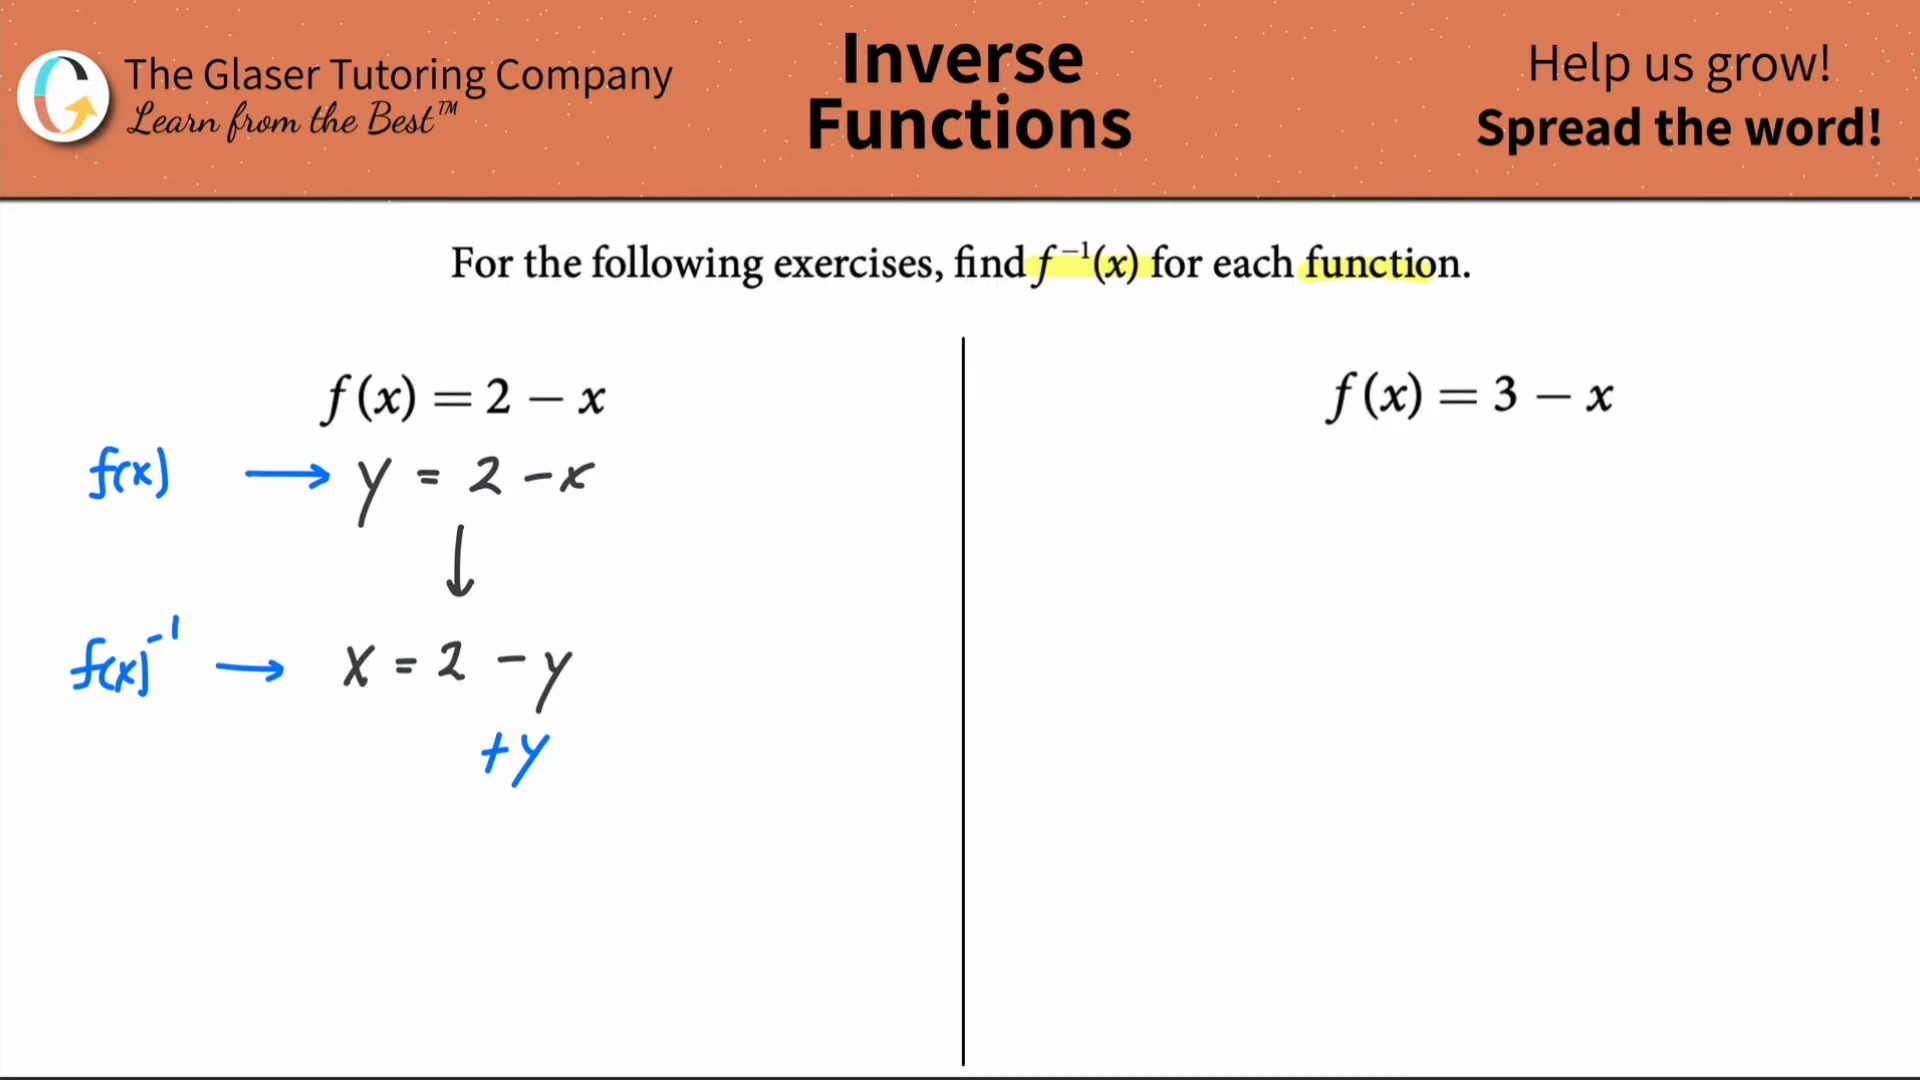 The Glaser Tutoring Company
Learn from the Best™
Inverse
Functions
Help us grow!
Spread the word!
For the following exercises, find f⁻¹(x) for each function.
f(x) = 2 − x
f(x) → y = 2 - x
↓
f(x)⁻¹ → x = 2 - y
+y
f(x) = 3 − x